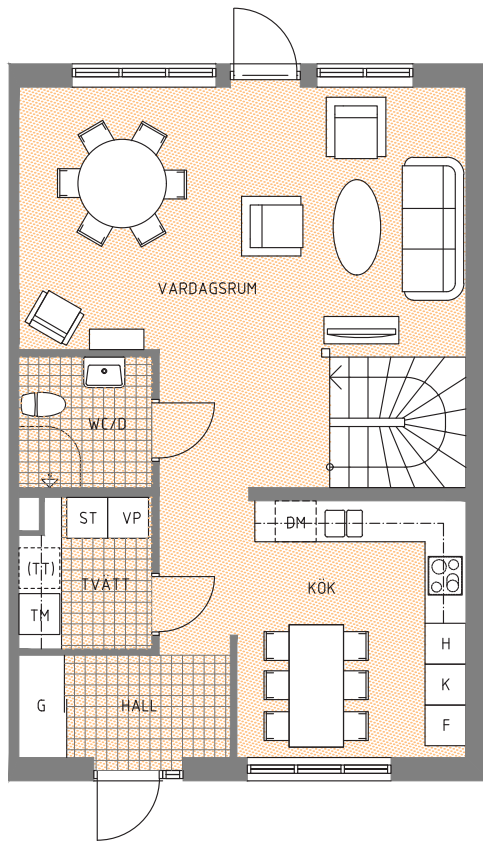 VARDAGSRUM
WC/D
ST
VP
DM
(TT)
TVÄTT
KÖK
TM
H
K
G
HALL
F